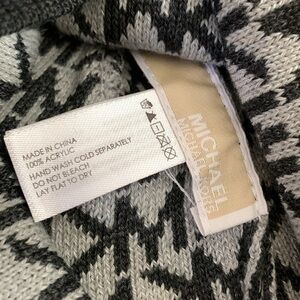 MADE IN CHINA
100% ACRYLIC
HAND WASH COLD SEPARATELY
DO NOT BLEACH
LAY FLAT TO DRY
MICHAEL
MICHAEL KORS